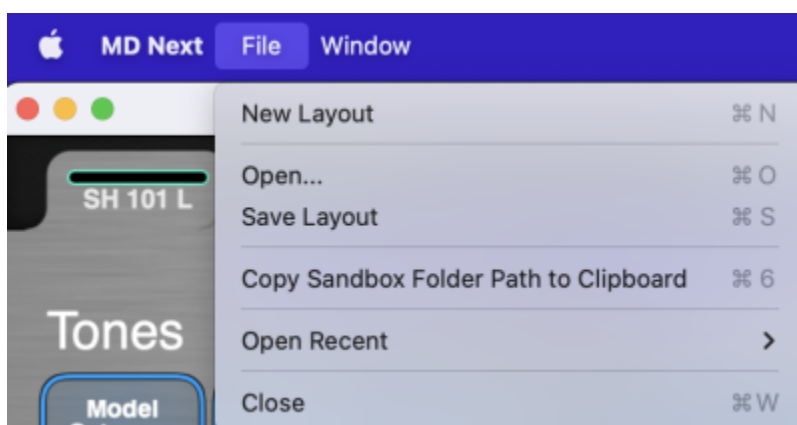 MD Next File Window
New Layout ⌘ N
Open... ⌘ O
Save Layout ⌘ S
Copy Sandbox Folder Path to Clipboard ⌘ 6
Open Recent
Close ⌘ W
SH 101 L
Tones
Model